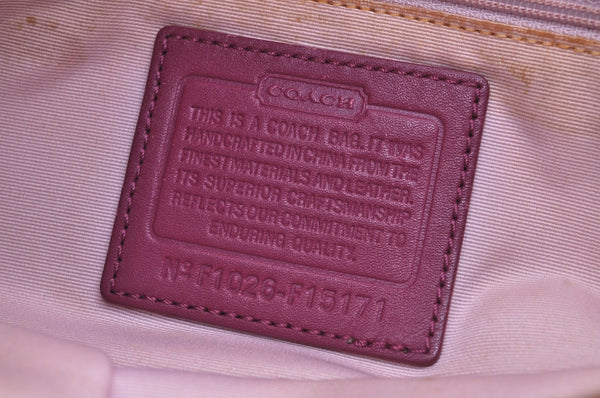 COACH
THIS IS A COACH BAG. IT WAS
HANDCRAFTED IN CHINA FROM THE
FINEST MATERIALS AND LEATHER.
ITS SUPERIOR CRAFTSMANSHIP
REFLECTS OUR COMMITMENT TO
ENDURING QUALITY.
No F1026-F15171